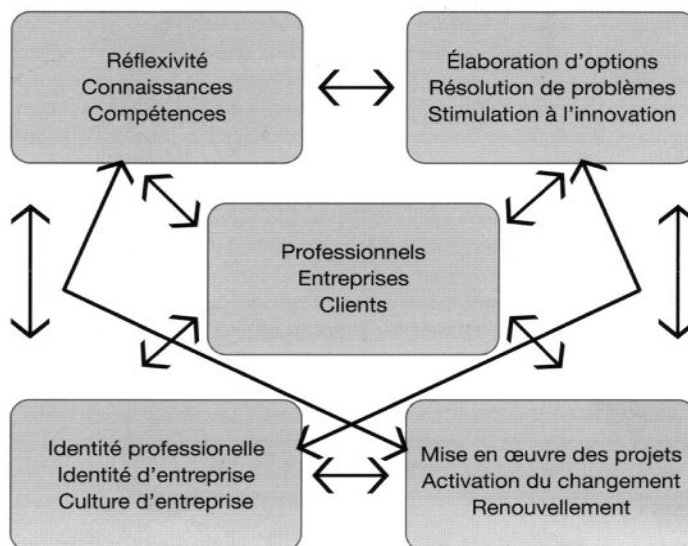 Réflexivité
Connaissances
Compétences
Élaboration d'options
Résolution de problèmes
Stimulation à l'innovation
Professionnels
Entreprises
Clients
Identité professionelle
Identité d'entreprise
Culture d'entreprise
Mise en œuvre des projets
Activation du changement
Renouvellement